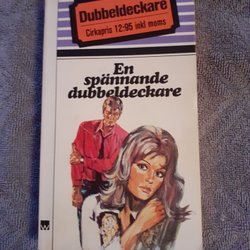 Dubbeldeckare
Cirkapris 12:95 inkl moms
En
spännande
dubbeldeckare